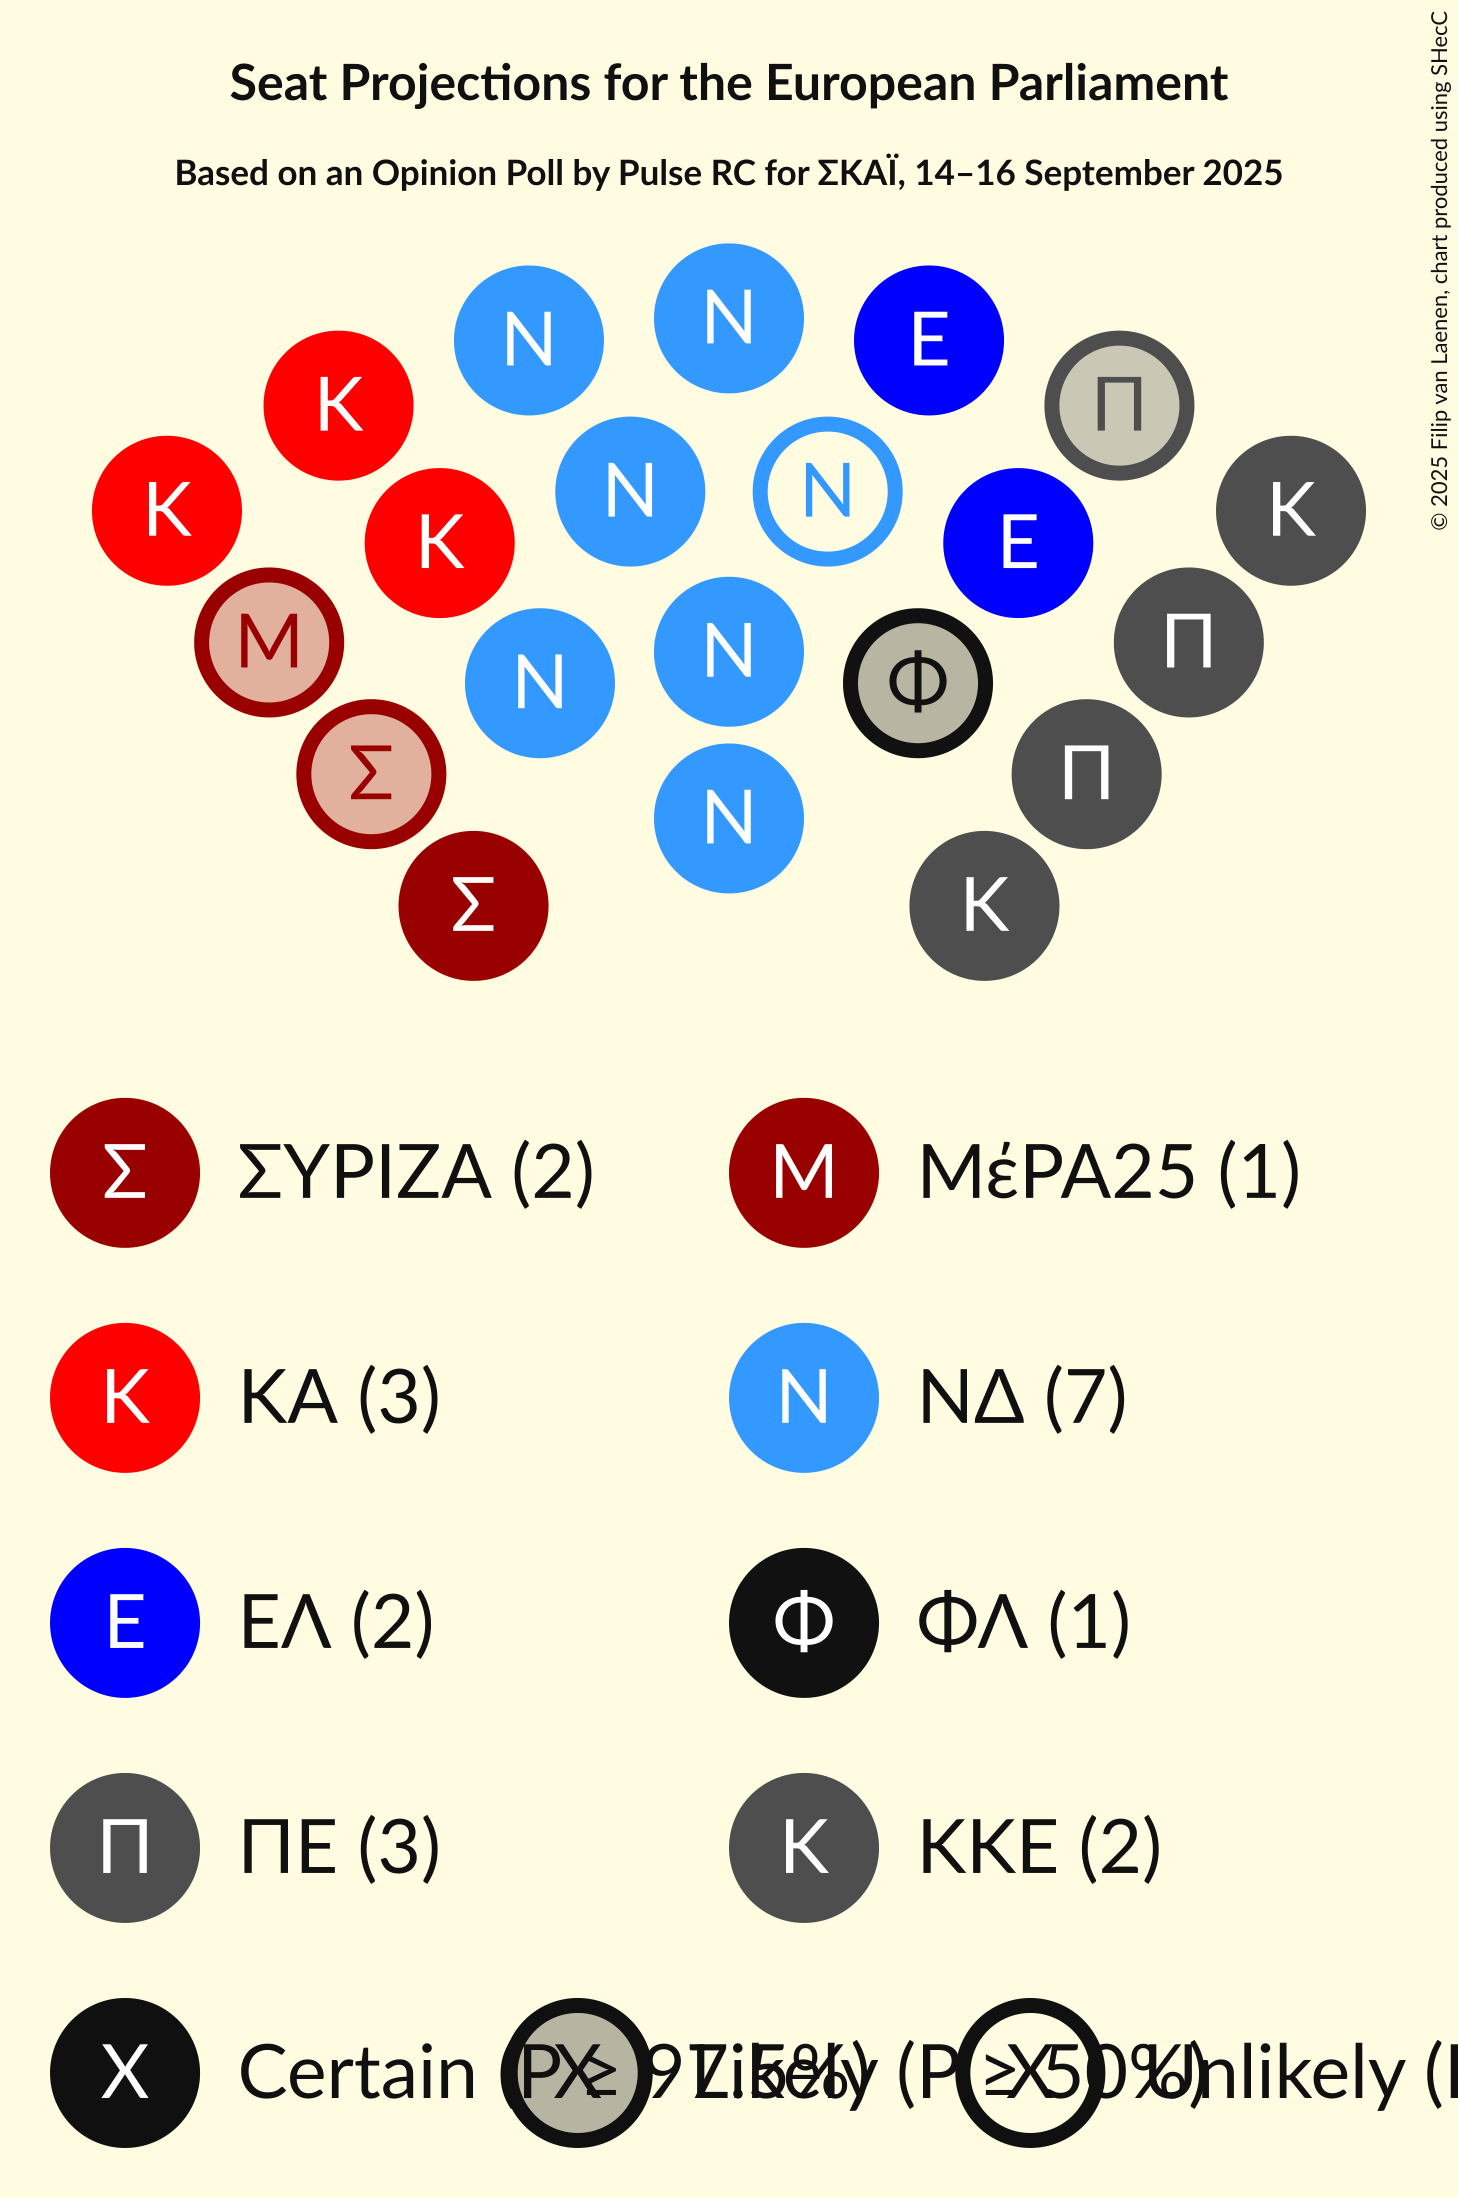 Seat Projections for the European Parliament
Based on an Opinion Poll by Pulse RC for ΣΚΑΪ, 14–16 September 2025
© 2025 Filip van Laenen, chart produced using SHecC
Ν
Ν Ε
Κ Π
Κ Ν Ν Κ
Κ Ε
Μ Ν Ν Φ Π
Σ Ν Π
Σ Κ
Σ ΣΥΡΙΖΑ (2) Μ ΜέΡΑ25 (1)
Κ ΚΑ (3) Ν ΝΔ (7)
Ε ΕΛ (2) Φ ΦΛ (1)
Π ΠΕ (3) Κ ΚΚΕ (2)
X Certain (P ≥ 97.5%) X Likely (P ≥ 50%) X Unlikely (